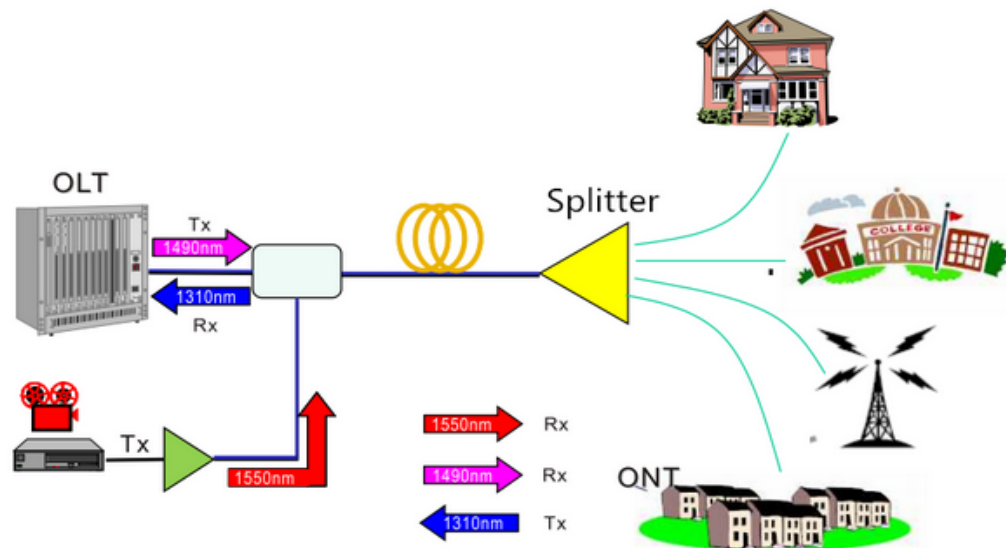 OLT
Tx
1490nm
1310nm
Rx
Splitter
COLLEGE
Tx
1550nm
1550nm Rx
1490nm Rx
1310nm Tx
ONT